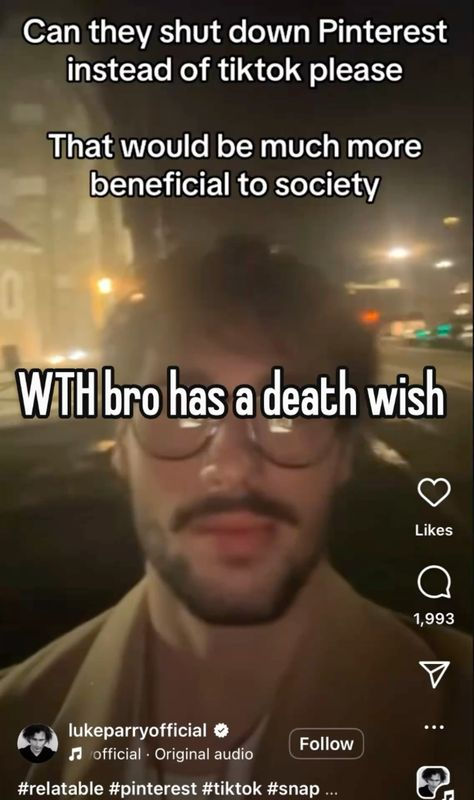 Can they shut down Pinterest
instead of tiktok please
That would be much more
beneficial to society
WTH bro has a death wish
Likes
1,993
lukeparryofficial
Follow
official · Original audio
#relatable #pinterest #tiktok #snap ...